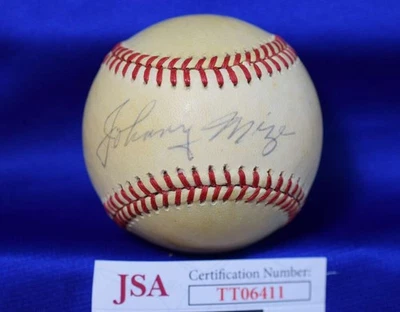 Johnny Mize
JSA
Certification Number:
TT06411